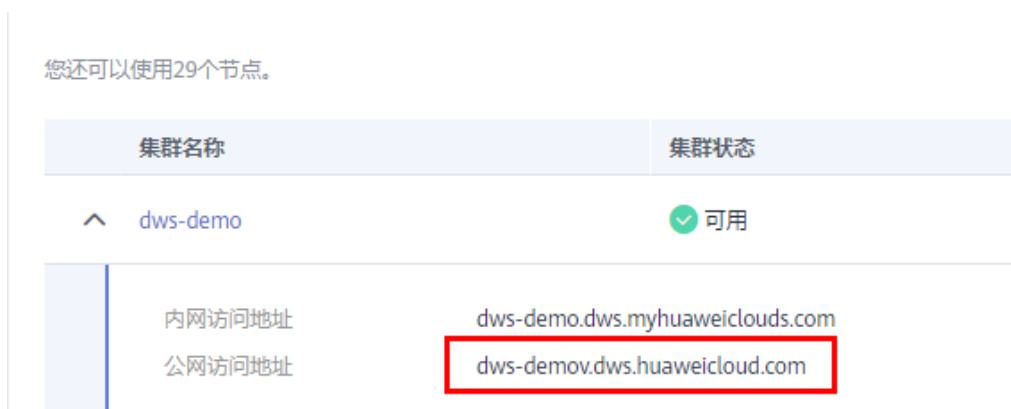 您还可以使用29个节点。
集群名称 集群状态
dws-demo 可用
内网访问地址 dws-demo.dws.myhuaweiclouds.com
公网访问地址 dws-demov.dws.huaweicloud.com